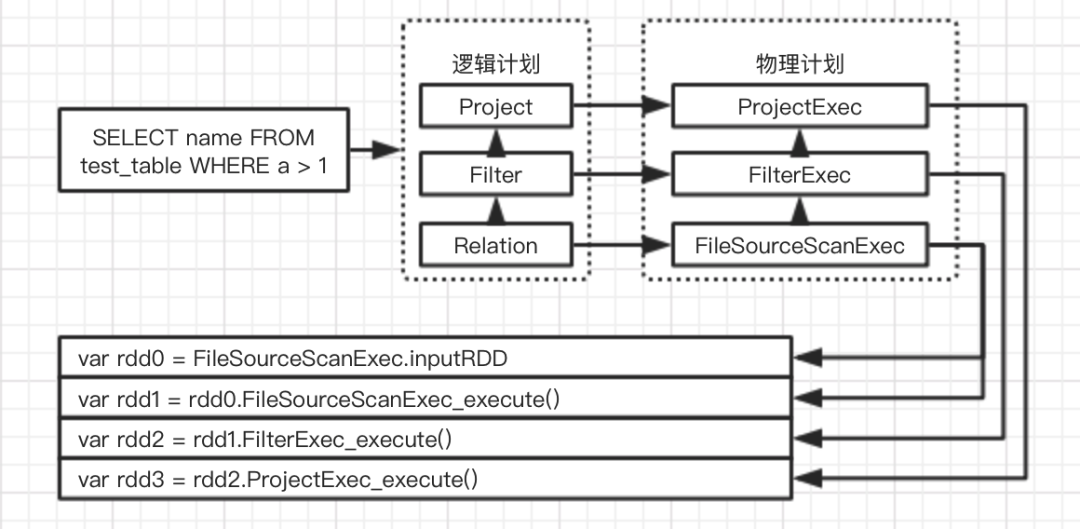 逻辑计划
物理计划
SELECT name FROM
test_table WHERE a > 1
Project
ProjectExec
Filter
FilterExec
Relation
FileSourceScanExec
var rdd0 = FileSourceScanExec.inputRDD
var rdd1 = rdd0.FileSourceScanExec_execute()
var rdd2 = rdd1.FilterExec_execute()
var rdd3 = rdd2.ProjectExec_execute()